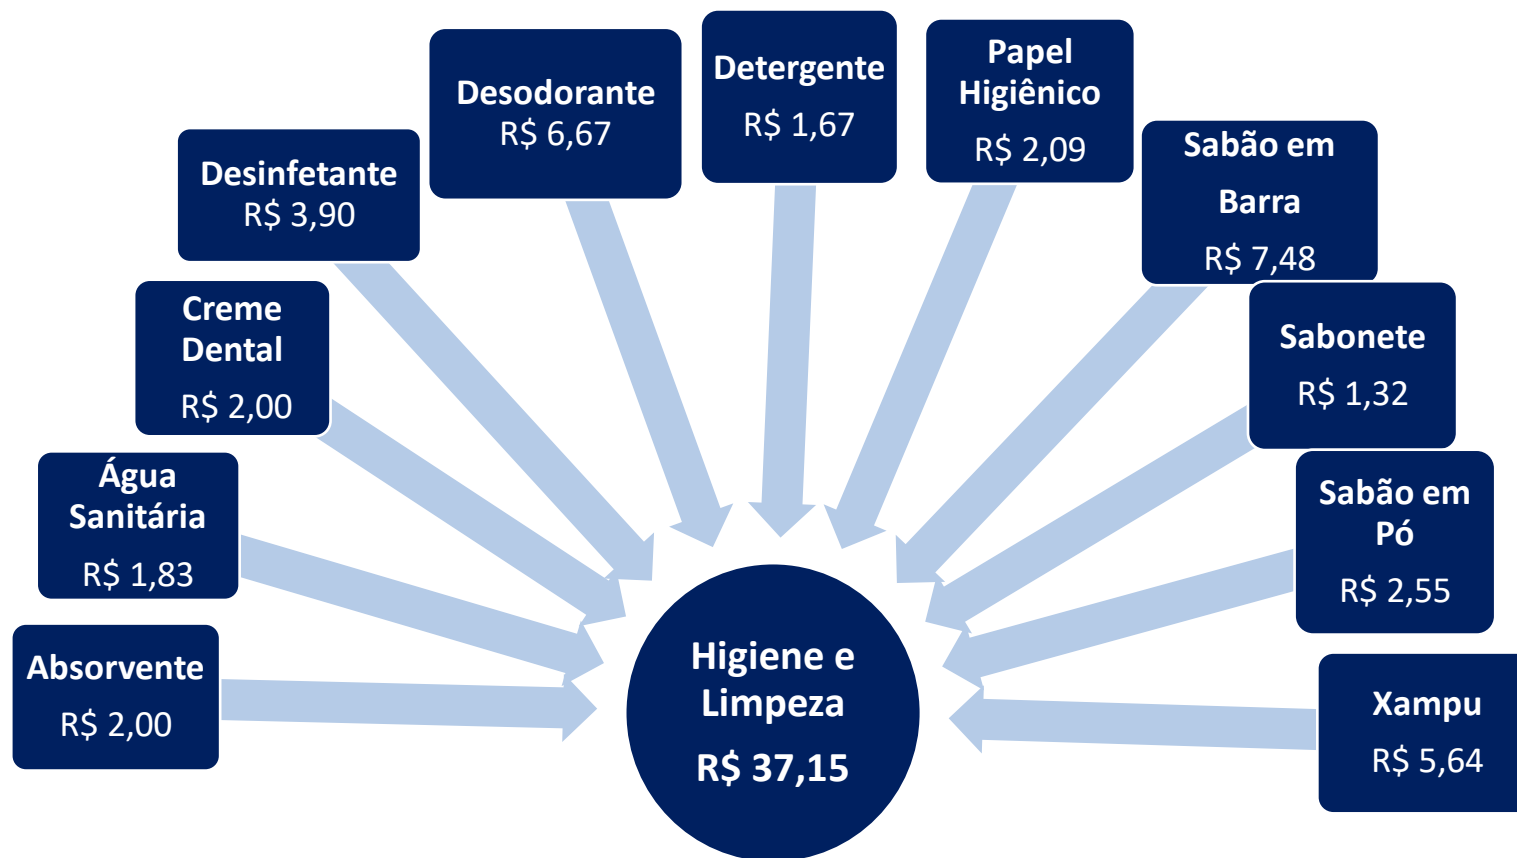 Absorvente
R$ 2,00
Água
Sanitária
R$ 1,83
Creme
Dental
R$ 2,00
Desinfetante
R$ 3,90
Desodorante
R$ 6,67
Detergente
R$ 1,67
Papel
Higiênico
R$ 2,09
Sabão em
Barra
R$ 7,48
Sabonete
R$ 1,32
Sabão em
Pó
R$ 2,55
Xampu
R$ 5,64
Higiene e
Limpeza
R$ 37,15